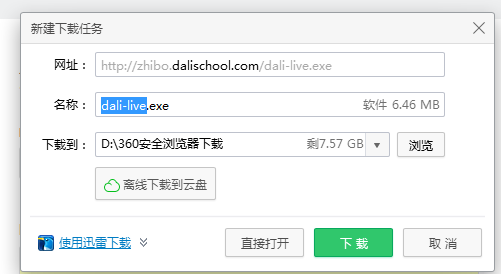 新建下载任务
网址： http://zhibo.dalischool.com/dali-live.exe
名称： dali-live.exe 软件 6.46 MB
下载到： D:\360安全浏览器下载 剩7.57 GB 浏览
离线下载到云盘
使用迅雷下载 直接打开 下载 取消